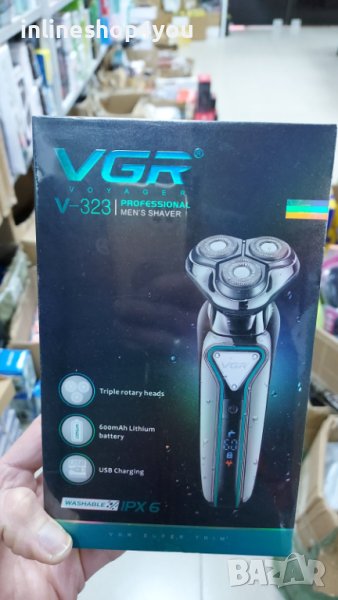 inlineshop4you
VGR®
VOYAGER
V-323 PROFESSIONAL
MEN'S SHAVER
VGR
Triple rotary heads
600mAh Lithium
battery
USB Charging
WASHABLE IPX6
VGR SUPER TRIM
BAZAR